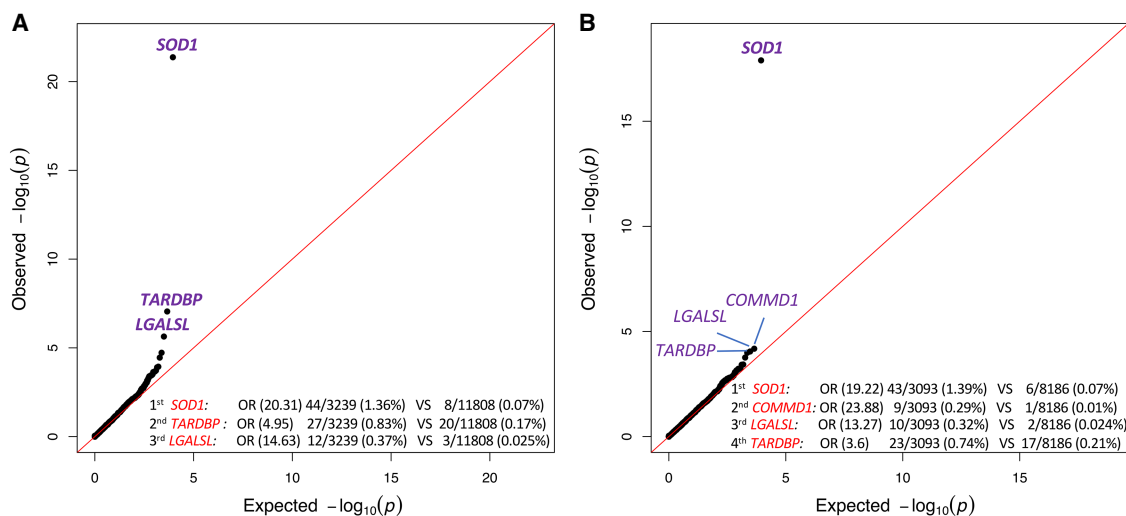 A
SOD1
TARDBP
LGALSL
20
15
10
5
0
Observed −log10(p)
1st SOD1: OR (20.31) 44/3239 (1.36%) VS 8/11808 (0.07%)
2nd TARDBP : OR (4.95) 27/3239 (0.83%) VS 20/11808 (0.17%)
3rd LGALSL: OR (14.63) 12/3239 (0.37%) VS 3/11808 (0.025%)
0 5 10 15 20
Expected −log10(p)
B
SOD1
COMMD1
LGALSL
TARDBP
15
10
5
0
Observed −log10(p)
1st SOD1: OR (19.22) 43/3093 (1.39%) VS 6/8186 (0.07%)
2nd COMMD1: OR (23.88) 9/3093 (0.29%) VS 1/8186 (0.01%)
3rd LGALSL: OR (13.27) 10/3093 (0.32%) VS 2/8186 (0.024%)
4th TARDBP: OR (3.6) 23/3093 (0.74%) VS 17/8186 (0.21%)
0 5 10 15
Expected −log10(p)